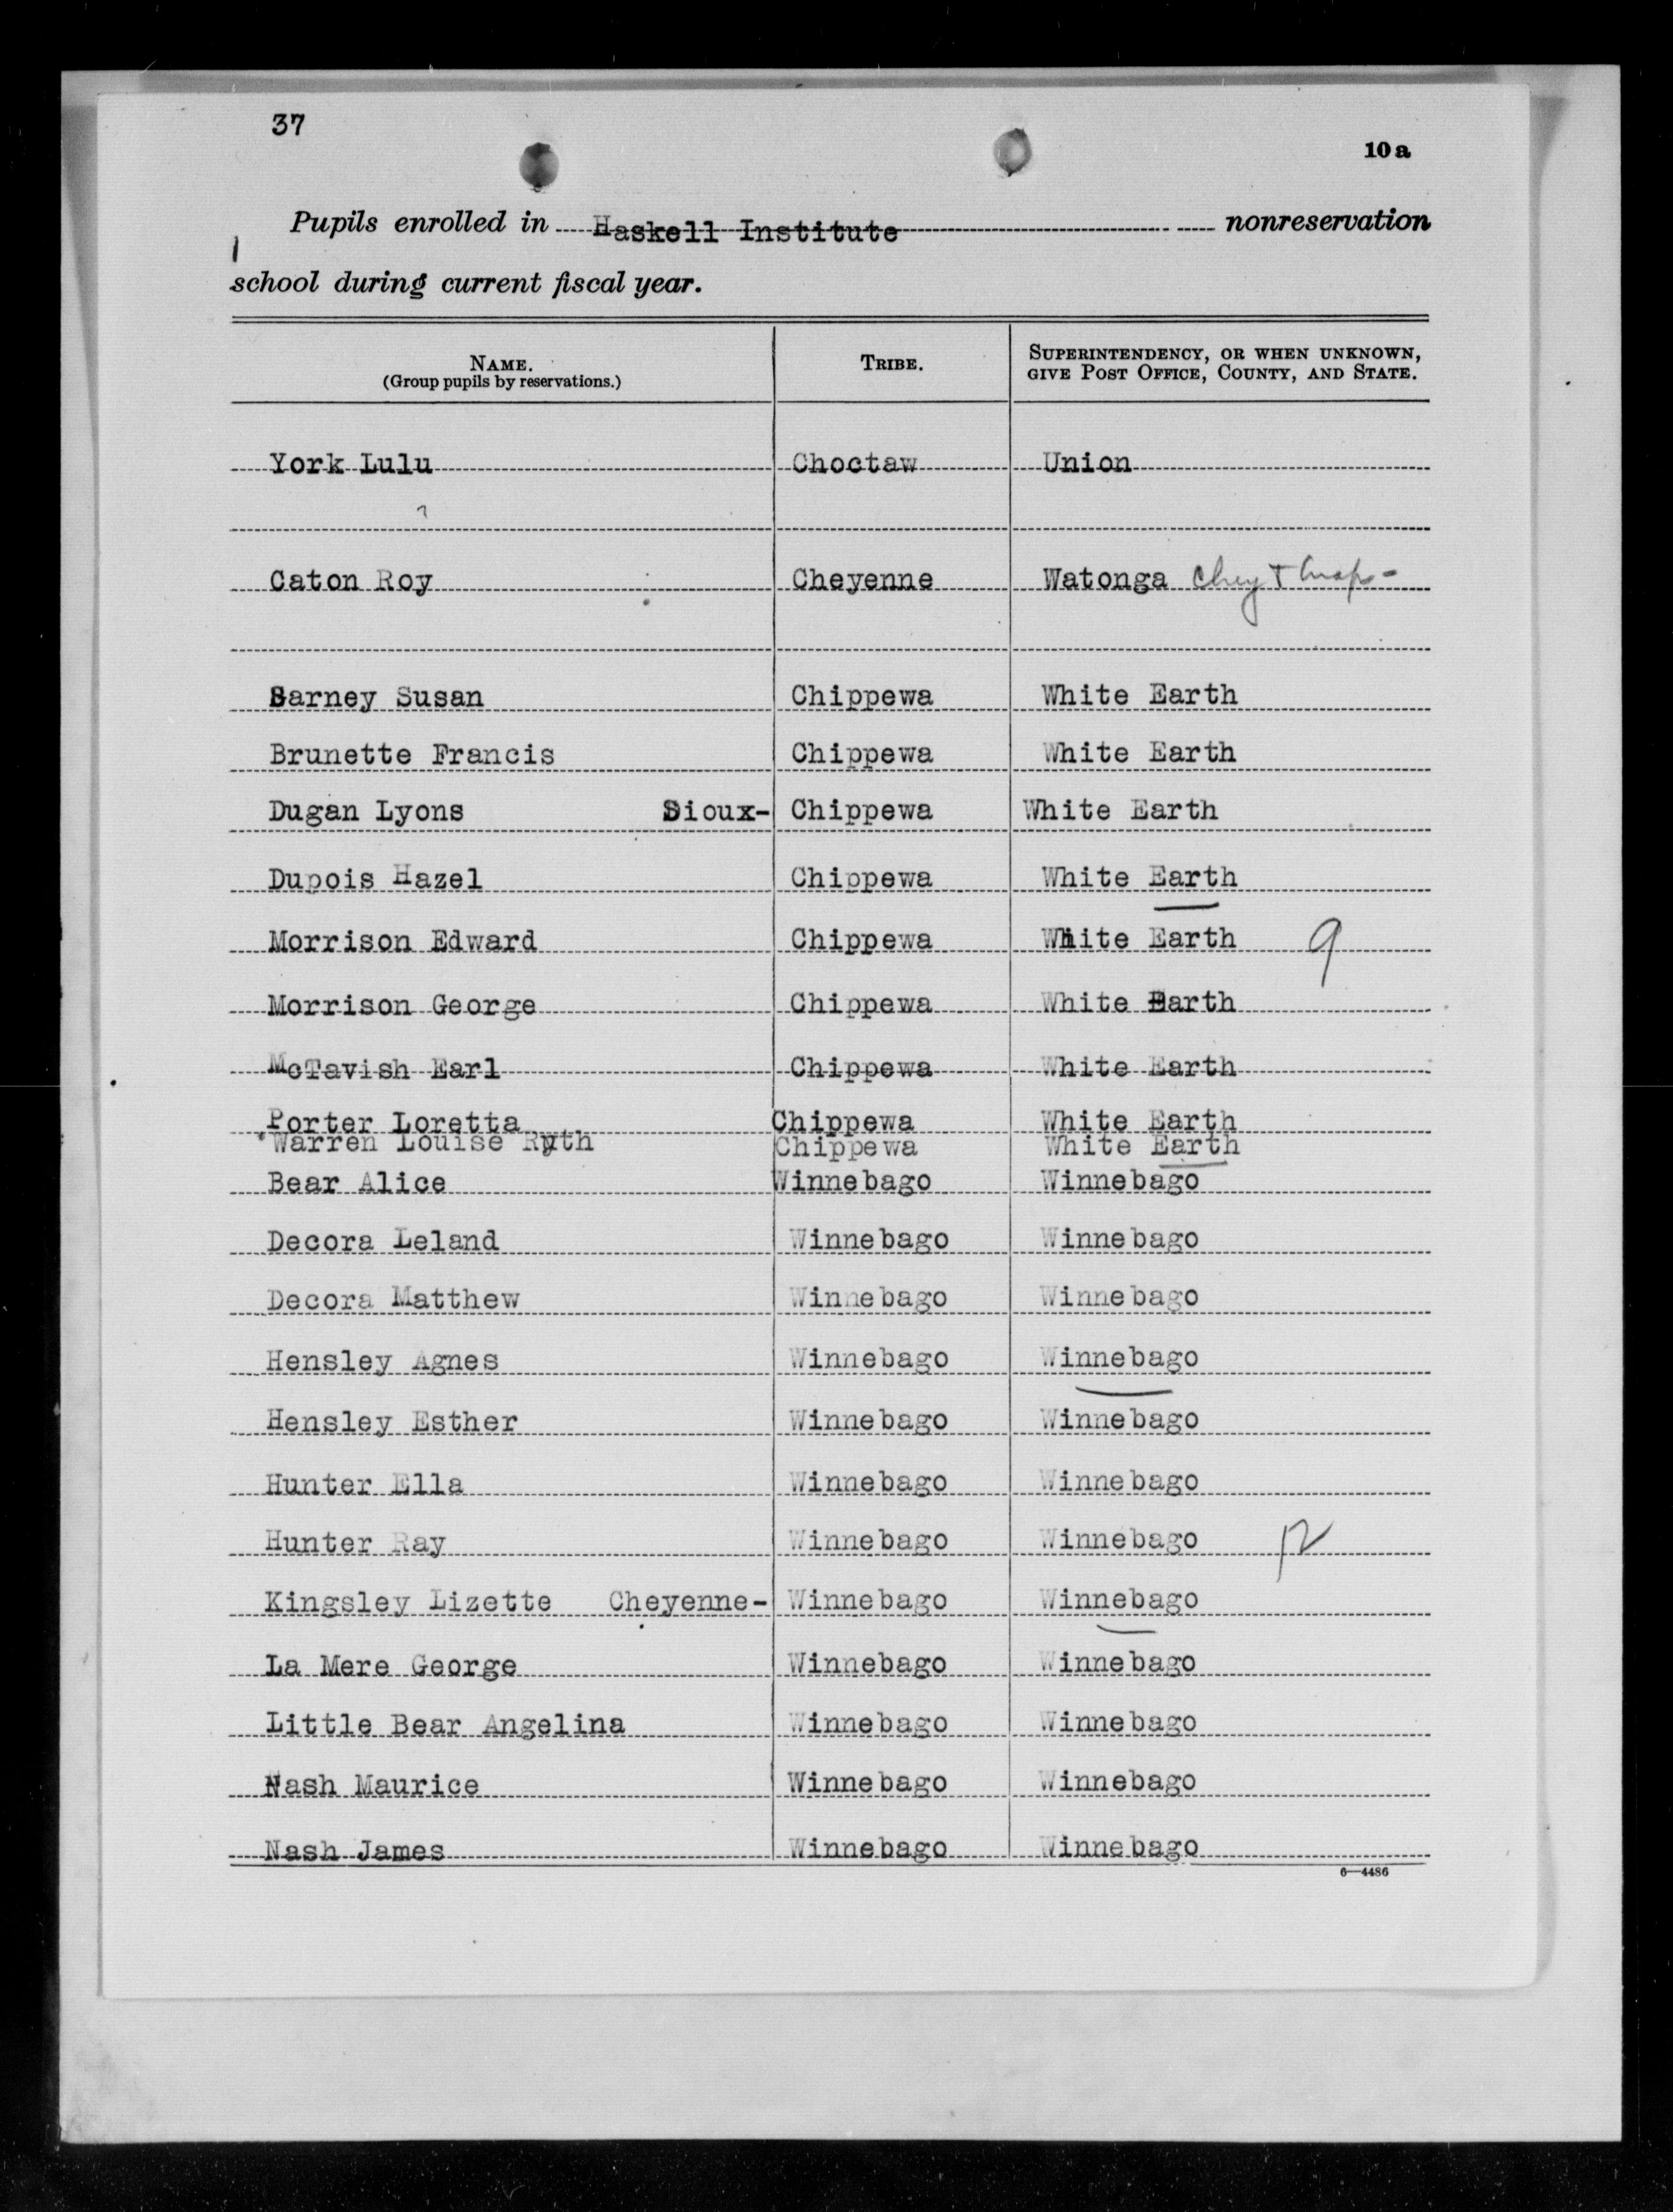 37
10 a
Pupils enrolled in Haskell Institute nonreservation
school during current fiscal year.
NAME. TRIBE. SUPERINTENDENCY, OR WHEN UNKNOWN,
(Group pupils by reservations.) GIVE POST OFFICE, COUNTY, AND STATE.
York Lulu Choctaw Union
Caton Roy Cheyenne Watonga Chey &
Barney Susan Chippewa White Earth
Brunette Francis Chippewa White Earth
Dugan Lyons Sioux- Chippewa White Earth
Dupois Hazel Chippewa White Earth
Morrison Edward Chippewa White Earth 9
Morrison George Chippewa White Earth
McTavish Earl Chippewa White Earth
Porter Loretta Chippewa White Earth
Warren Louise Ruth Chippewa White Earth
Bear Alice Winnebago Winnebago
Decora Leland Winnebago Winnebago
Decora Matthew Winnebago Winnebago
Hensley Agnes Winnebago Winnebago
Hensley Esther Winnebago Winnebago
Hunter Ella Winnebago Winnebago
Hunter Ray Winnebago Winnebago 12
Kingsley Lizette Cheyenne- Winnebago Winnebago
La Mere George Winnebago Winnebago
Little Bear Angelina Winnebago Winnebago
Nash Maurice Winnebago Winnebago
Nash James Winnebago Winnebago
6—4486